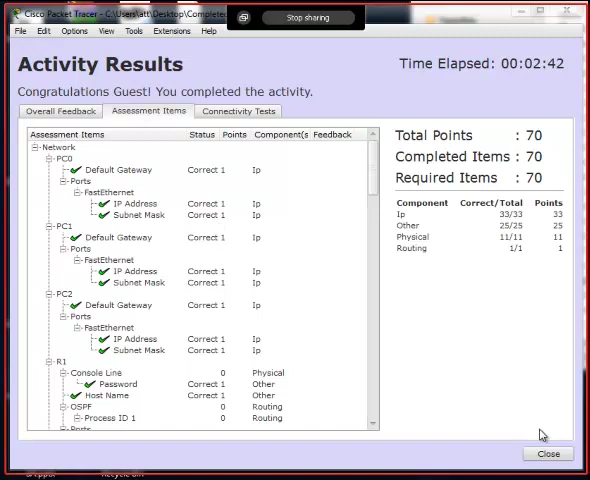 Cisco Packet Tracer - C:\Users\att\Desktop\Completed
Stop sharing
File Edit Options View Tools Extensions Help
Activity Results
Time Elapsed: 00:02:42
Congratulations Guest! You completed the activity.
Overall Feedback Assessment Items Connectivity Tests
Assessment Items Status Points Component(s Feedback
Network
PC0
Default Gateway Correct 1 Ip
Ports
FastEthernet
IP Address Correct 1 Ip
Subnet Mask Correct 1 Ip
PC1
Default Gateway Correct 1 Ip
Ports
FastEthernet
IP Address Correct 1 Ip
Subnet Mask Correct 1 Ip
PC2
Default Gateway Correct 1 Ip
Ports
FastEthernet
IP Address Correct 1 Ip
Subnet Mask Correct 1 Ip
R1
Console Line 0 Physical
Password Correct 1 Other
Host Name Correct 1 Other
OSPF 0 Routing
Process ID 1 0 Routing
Ports
Total Points : 70
Completed Items : 70
Required Items : 70
Component Correct/Total Points
Ip 33/33 33
Other 25/25 25
Physical 11/11 11
Routing 1/1 1
Close